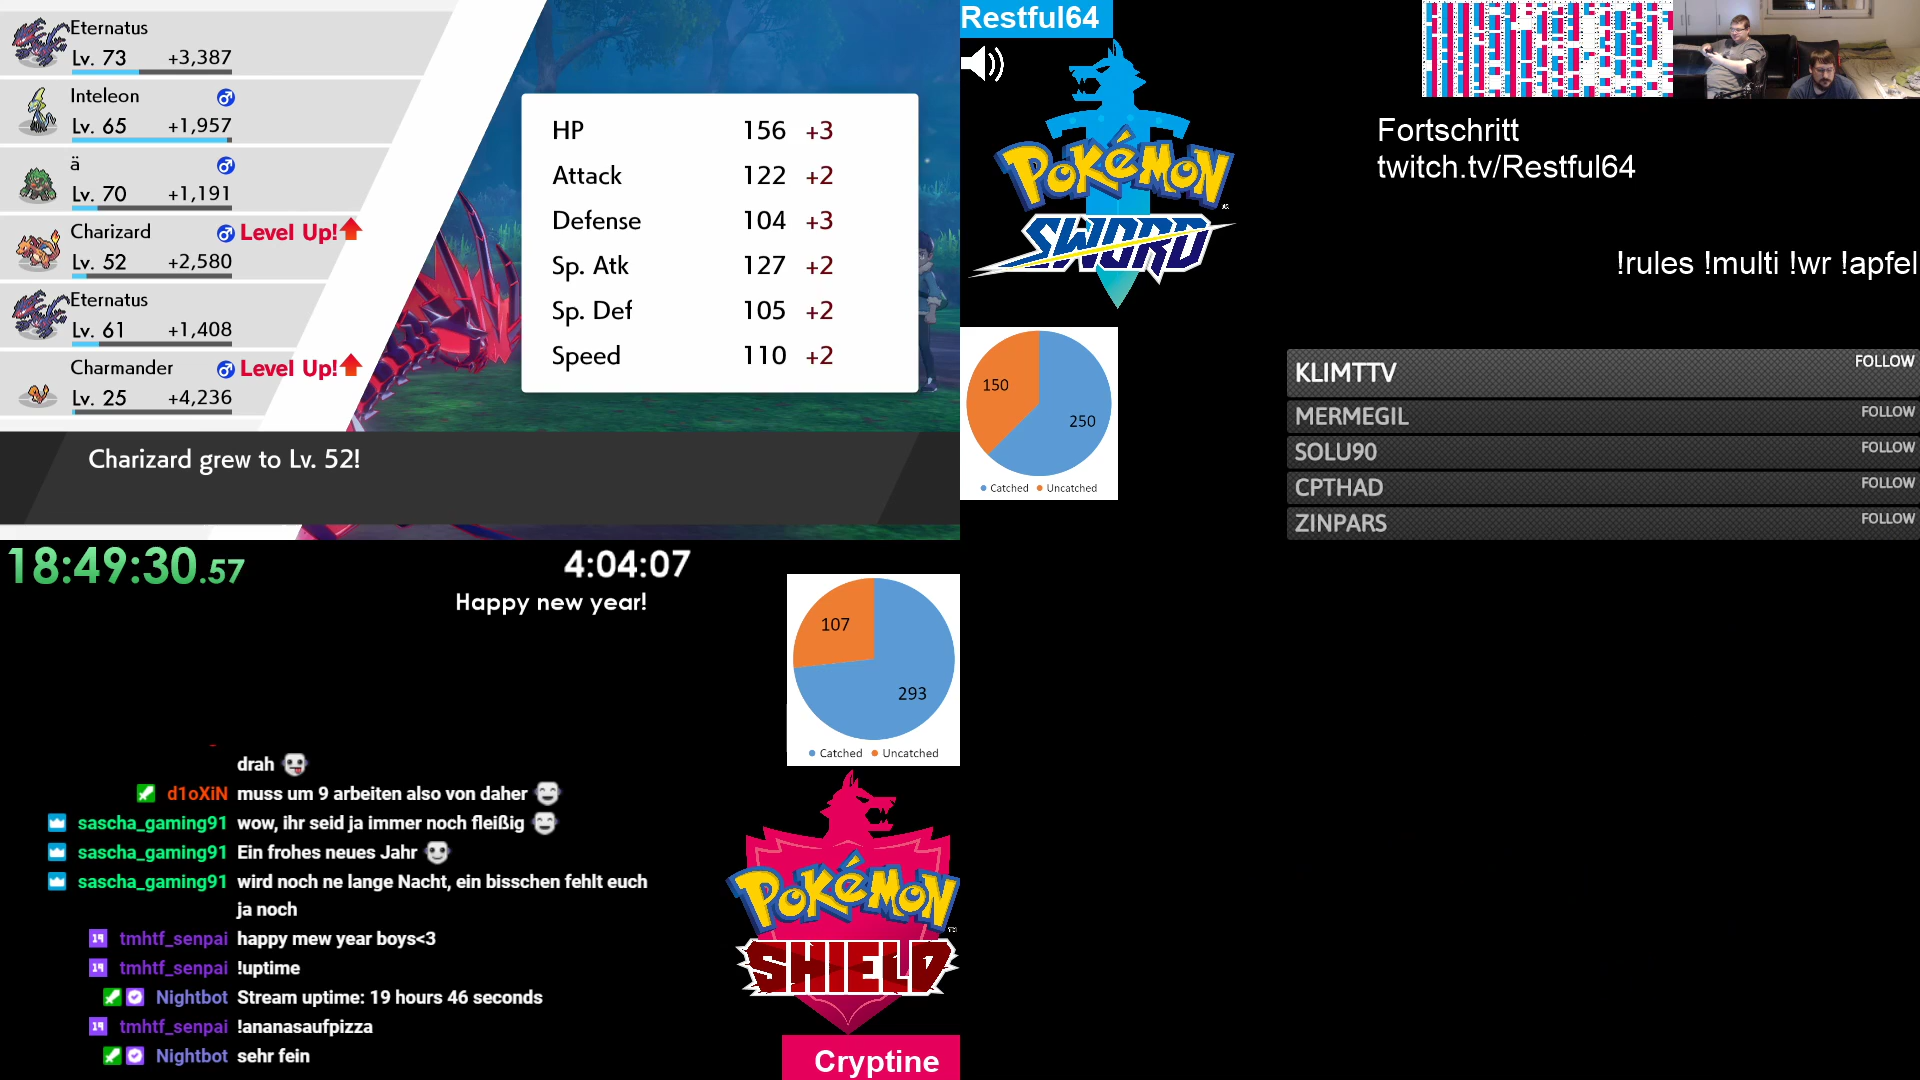 Eternatus
Lv. 73 +3,387
Inteleon
Lv. 65 +1,957
ä
Lv. 70 +1,191
Charizard Level Up!
Lv. 52 +2,580
Eternatus
Lv. 61 +1,408
Charmander Level Up!
Lv. 25 +4,236
HP 156 +3
Attack 122 +2
Defense 104 +3
Sp. Atk 127 +2
Sp. Def 105 +2
Speed 110 +2
Charizard grew to Lv. 52!
Restful64
POKÉMON
SWORD
Fortschritt
twitch.tv/Restful64
!rules !multi !wr !apfel
150
250
Catched Uncatched
KLIMTTV FOLLOW
MERMEGIL FOLLOW
SOLU90 FOLLOW
CPTHAD FOLLOW
ZINPARS FOLLOW
18:49:30.57
4:04:07
Happy new year!
107
293
Catched Uncatched
drah
d1oXiN muss um 9 arbeiten also von daher
sascha_gaming91 wow, ihr seid ja immer noch fleißig
sascha_gaming91 Ein frohes neues Jahr
sascha_gaming91 wird noch ne lange Nacht, ein bisschen fehlt euch
ja noch
19 tmhtf_senpai happy mew year boys<3
19 tmhtf_senpai !uptime
Nightbot Stream uptime: 19 hours 46 seconds
19 tmhtf_senpai !ananasaufpizza
Nightbot sehr fein
POKÉMON
SHIELD
Cryptine